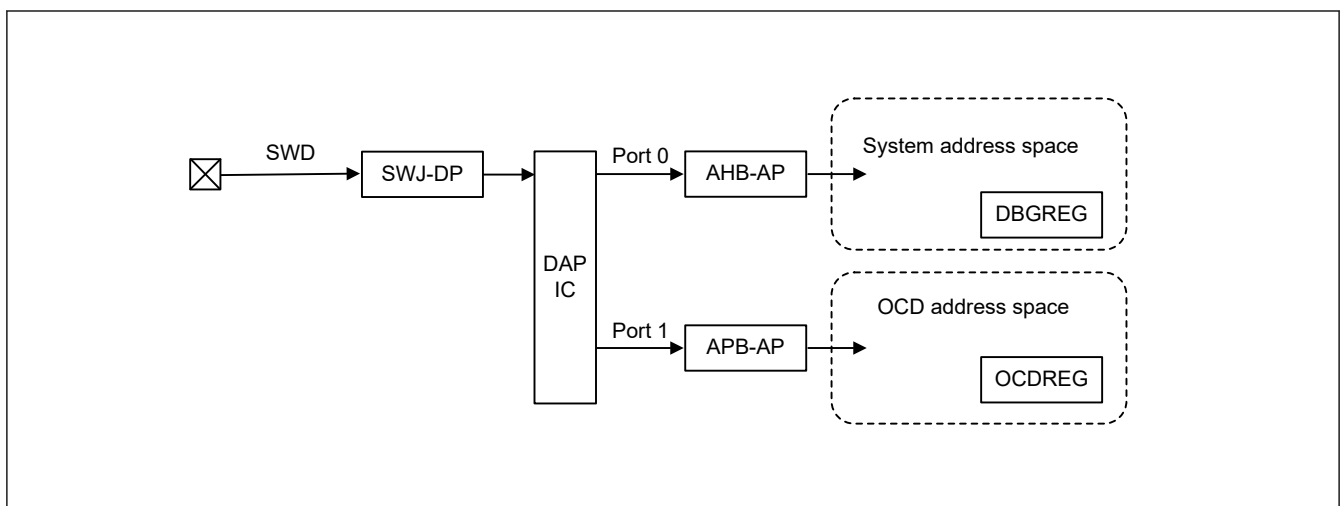 SWD
SWJ-DP
DAP
IC
Port 0
AHB-AP
System address space
DBGREG
Port 1
APB-AP
OCD address space
OCDREG